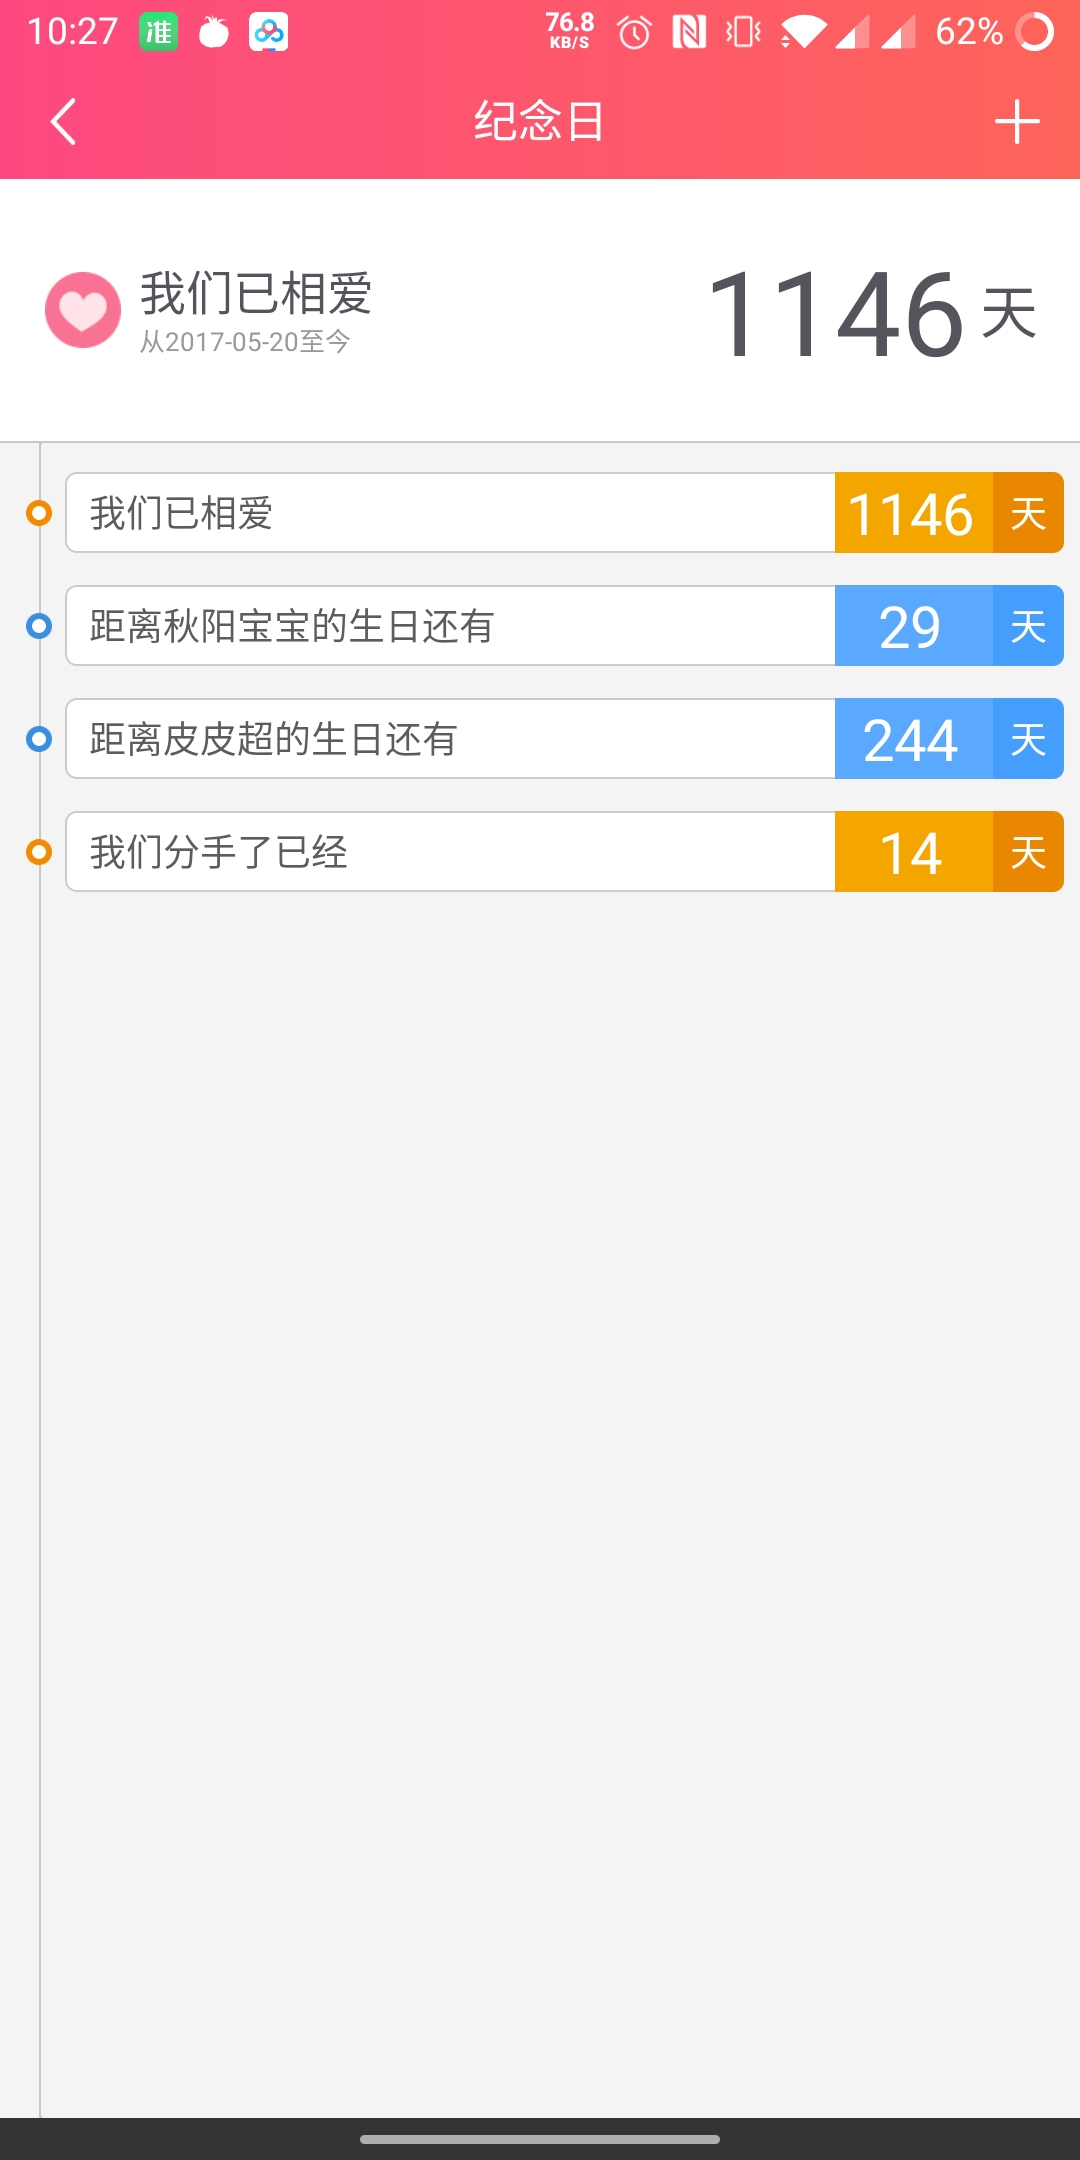 10:27
准
76.8
KB/S
62%
纪念日
我们已相爱
从2017-05-20至今
1146 天
我们已相爱 1146 天
距离秋阳宝宝的生日还有 29 天
距离皮皮超的生日还有 244 天
我们分手了已经 14 天